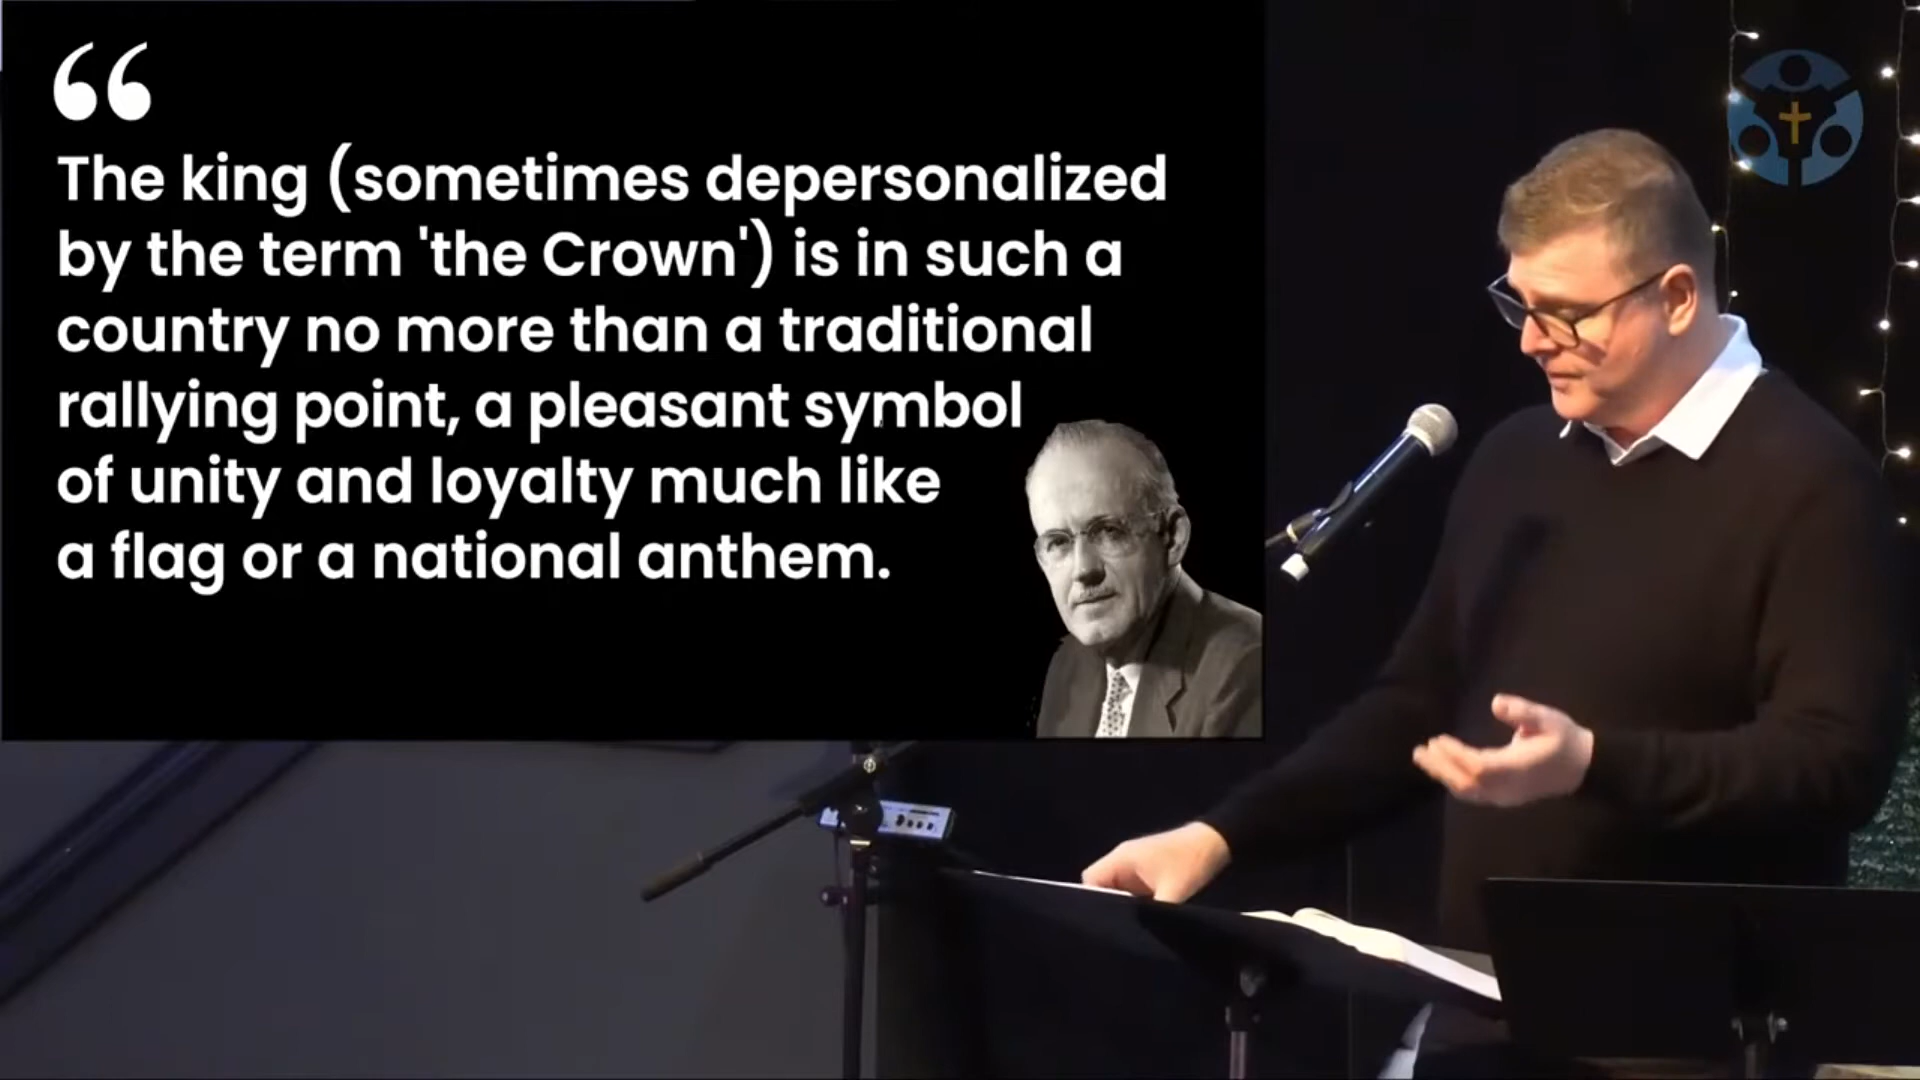 “
The king (sometimes depersonalized
by the term 'the Crown') is in such a
country no more than a traditional
rallying point, a pleasant symbol
of unity and loyalty much like
a flag or a national anthem.